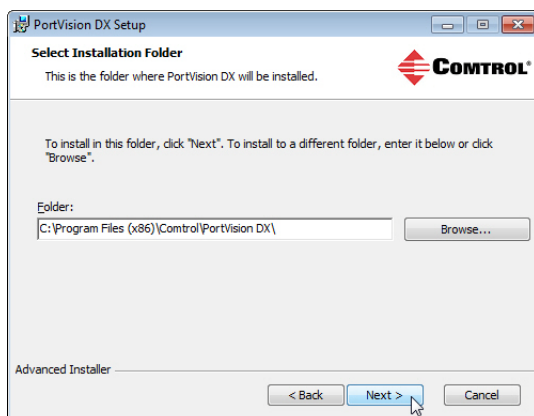 PortVision DX Setup
Select Installation Folder
This is the folder where PortVision DX will be installed.
COMTROL®
To install in this folder, click "Next". To install to a different folder, enter it below or click
"Browse".
Folder:
C:\Program Files (x86)\Comtrol\PortVision DX\
Browse...
Advanced Installer
< Back
Next >
Cancel